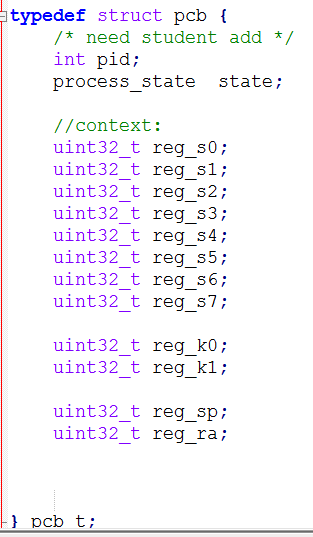 typedef struct pcb {
/* need student add */
int pid;
process_state  state;
//context:
uint32_t reg_s0;
uint32_t reg_s1;
uint32_t reg_s2;
uint32_t reg_s3;
uint32_t reg_s4;
uint32_t reg_s5;
uint32_t reg_s6;
uint32_t reg_s7;
uint32_t reg_k0;
uint32_t reg_k1;
uint32_t reg_sp;
uint32_t reg_ra;
} pcb_t;